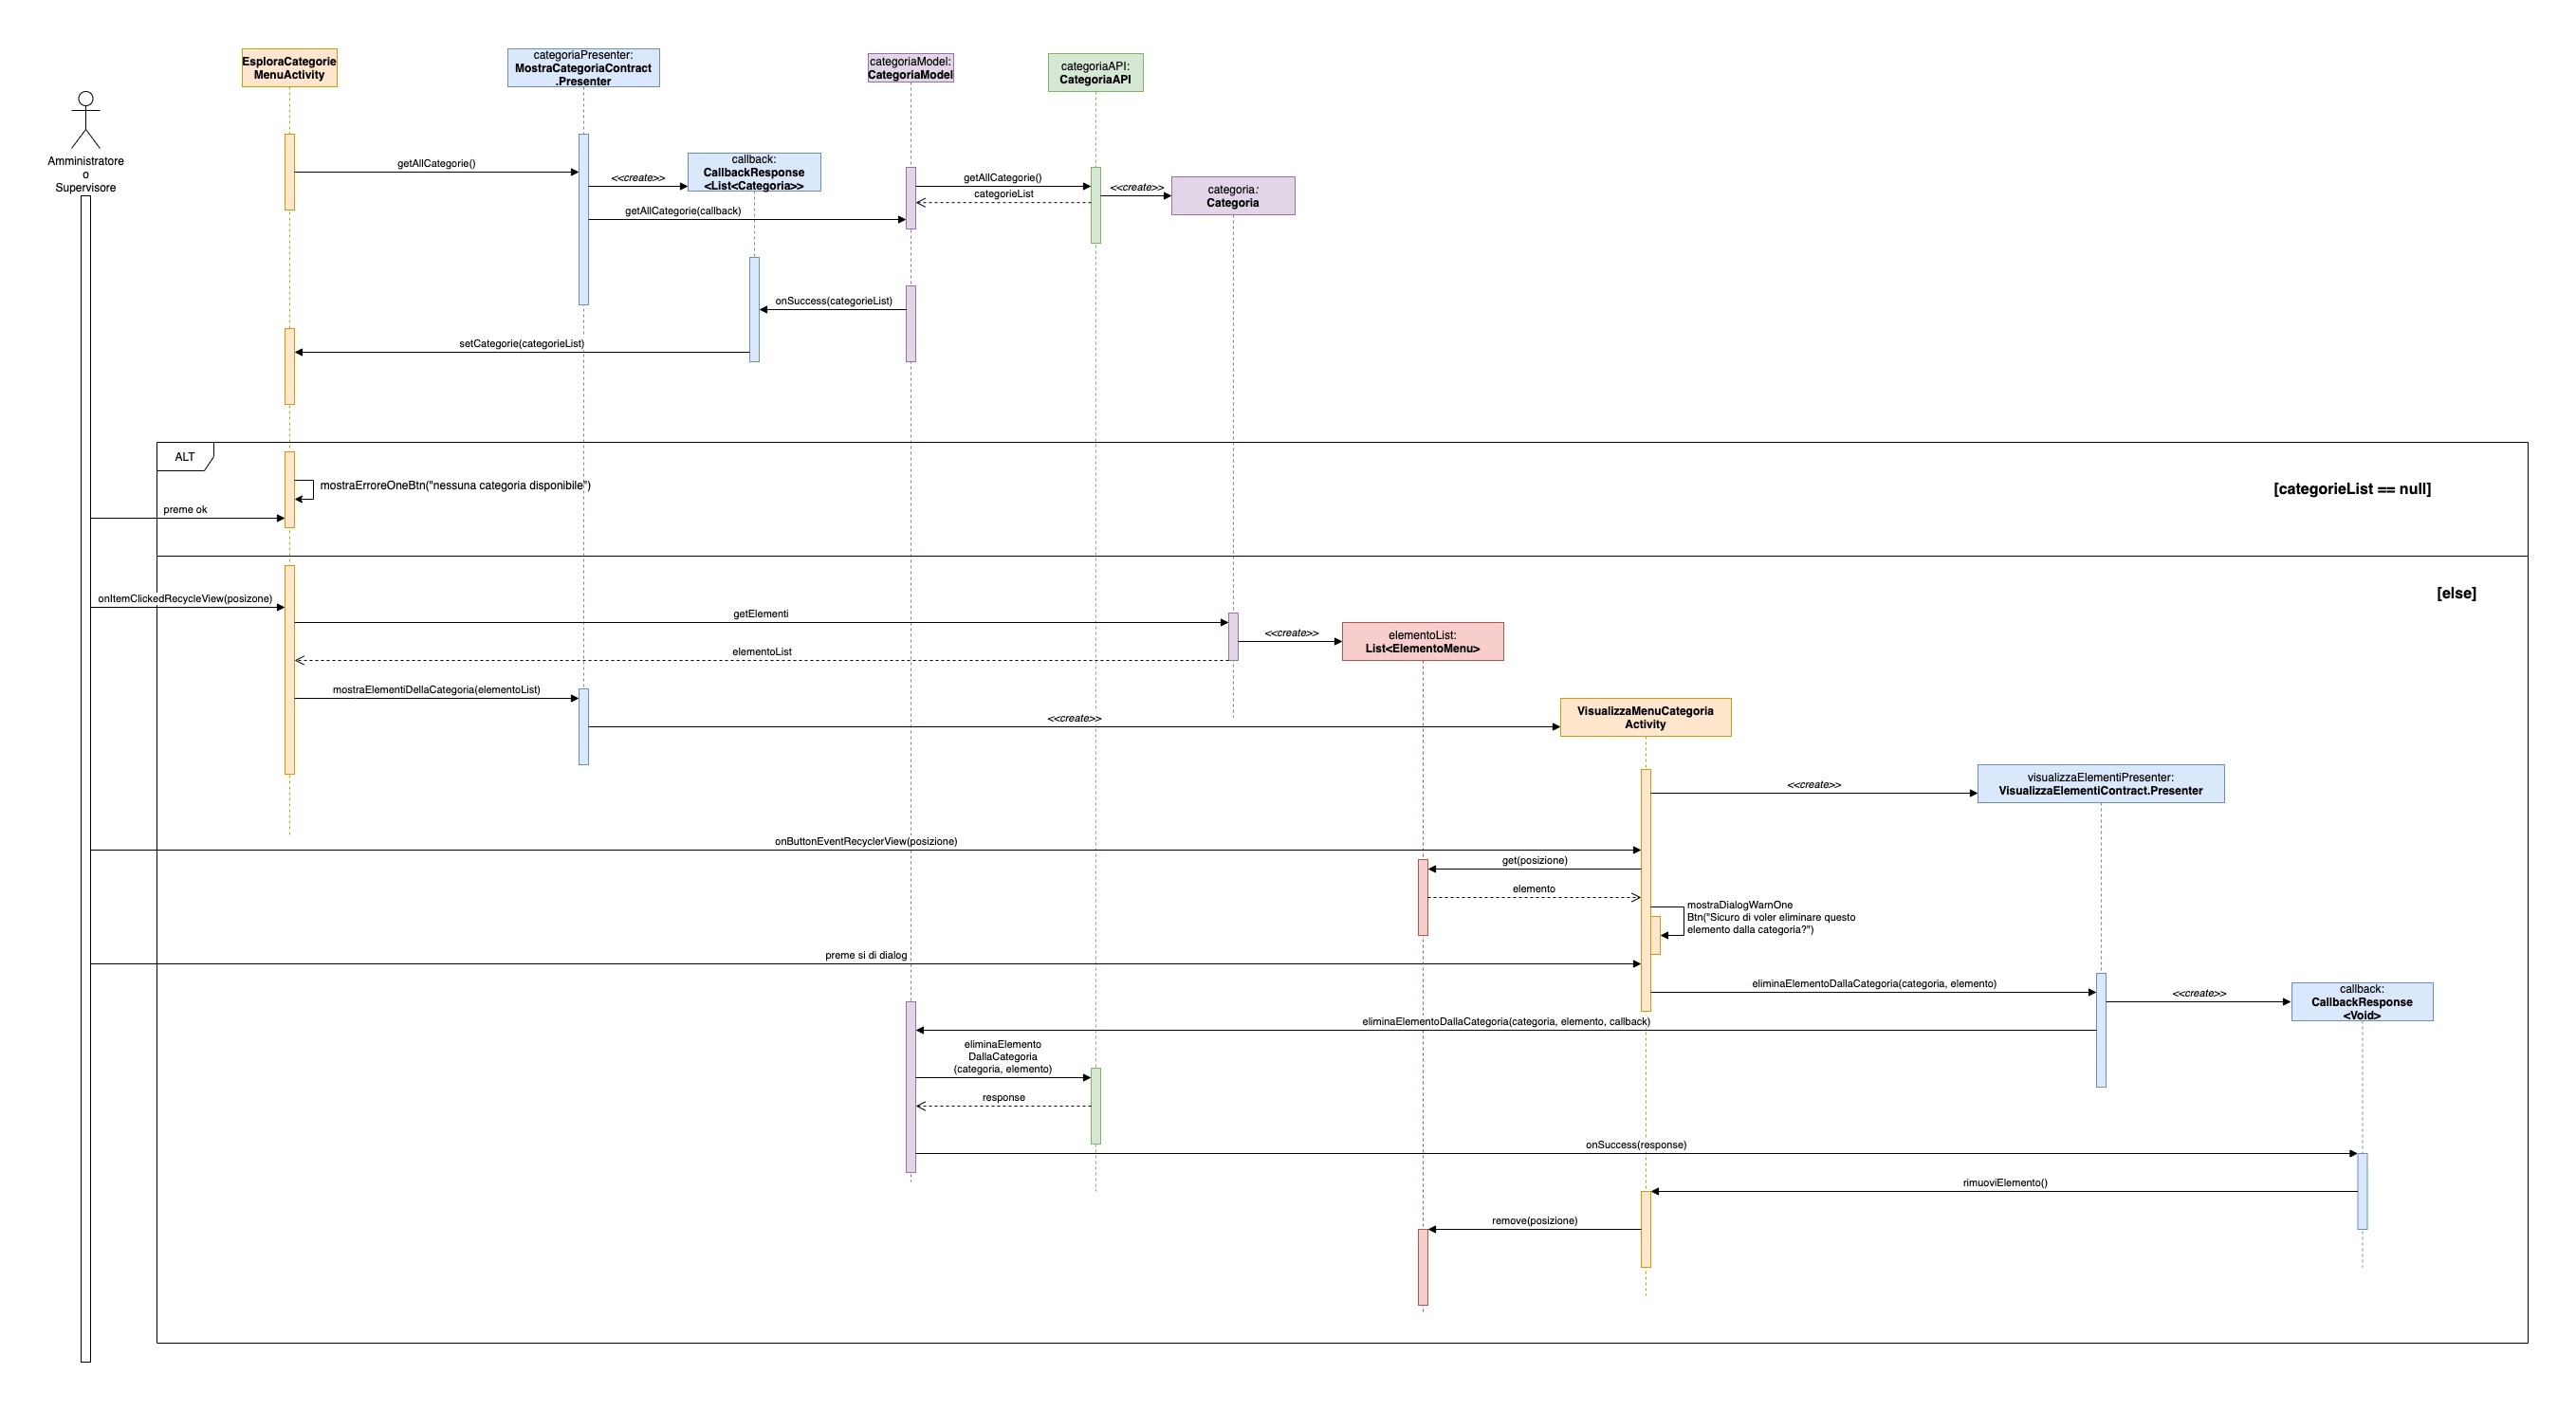 EsploraCategorie
MenuActivity
categoriaPresenter:
MostraCategoriaContract
.Presenter
categoriaModel:
CategoriaModel
categoriaAPI:
CategoriaAPI
Amministratore
o
Supervisore
getAllCategorie()
<<create>>
callback:
CallbackResponse
<List<Categoria>>
getAllCategorie()
<<create>>
categoria:
Categoria
categorieList
getAllCategorie(callback)
onSuccess(categorieList)
setCategorie(categorieList)
ALT
mostraErroreOneBtn("nessuna categoria disponibile")
[categorieList == null]
preme ok
[else]
onItemClickedRecycleView(posizone)
getElementi
<<create>>
elementoList:
List<ElementoMenu>
elementoList
mostraElementiDellaCategoria(elementoList)
<<create>>
VisualizzaMenuCategoria
Activity
<<create>>
visualizzaElementiPresenter:
VisualizzaElementiContract.Presenter
onButtonEventRecyclerView(posizione)
get(posizione)
elemento
mostraDialogWarnOne
Btn("Sicuro di voler eliminare questo
elemento dalla categoria?")
preme si di dialog
eliminaElementoDallaCategoria(categoria, elemento)
<<create>>
callback:
CallbackResponse
<Void>
eliminaElementoDallaCategoria(categoria, elemento, callback)
eliminaElemento
DallaCategoria
(categoria, elemento)
response
onSuccess(response)
rimuoviElemento()
remove(posizione)